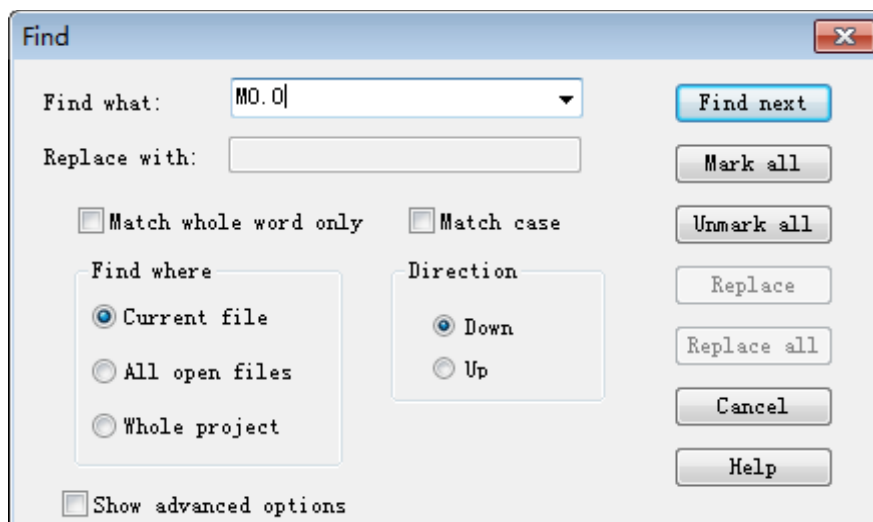 Find
Find what: M0.0
Find next
Replace with:
Mark all
Match whole word only
Match case
Unmark all
Find where
Direction
Replace
Current file
Down
Replace all
All open files
Up
Cancel
Whole project
Help
Show advanced options